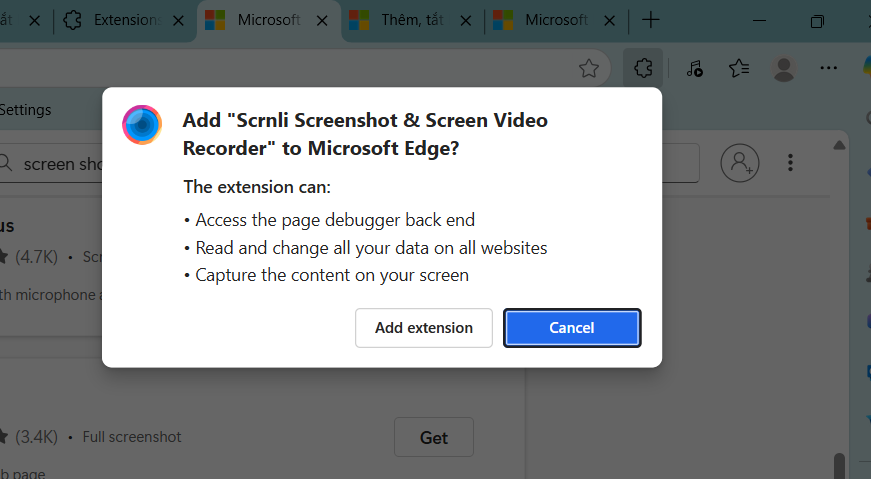 ắt
Extension
Microsoft
Thêm, tắt
Microsoft
Settings
screen sho
Add "Scrnli Screenshot & Screen Video
Recorder" to Microsoft Edge?
The extension can:
• Access the page debugger back end
• Read and change all your data on all websites
• Capture the content on your screen
Add extension
Cancel
us
(4.7K) • Scr
th microphone a
(3.4K) • Full screenshot
Get
b page